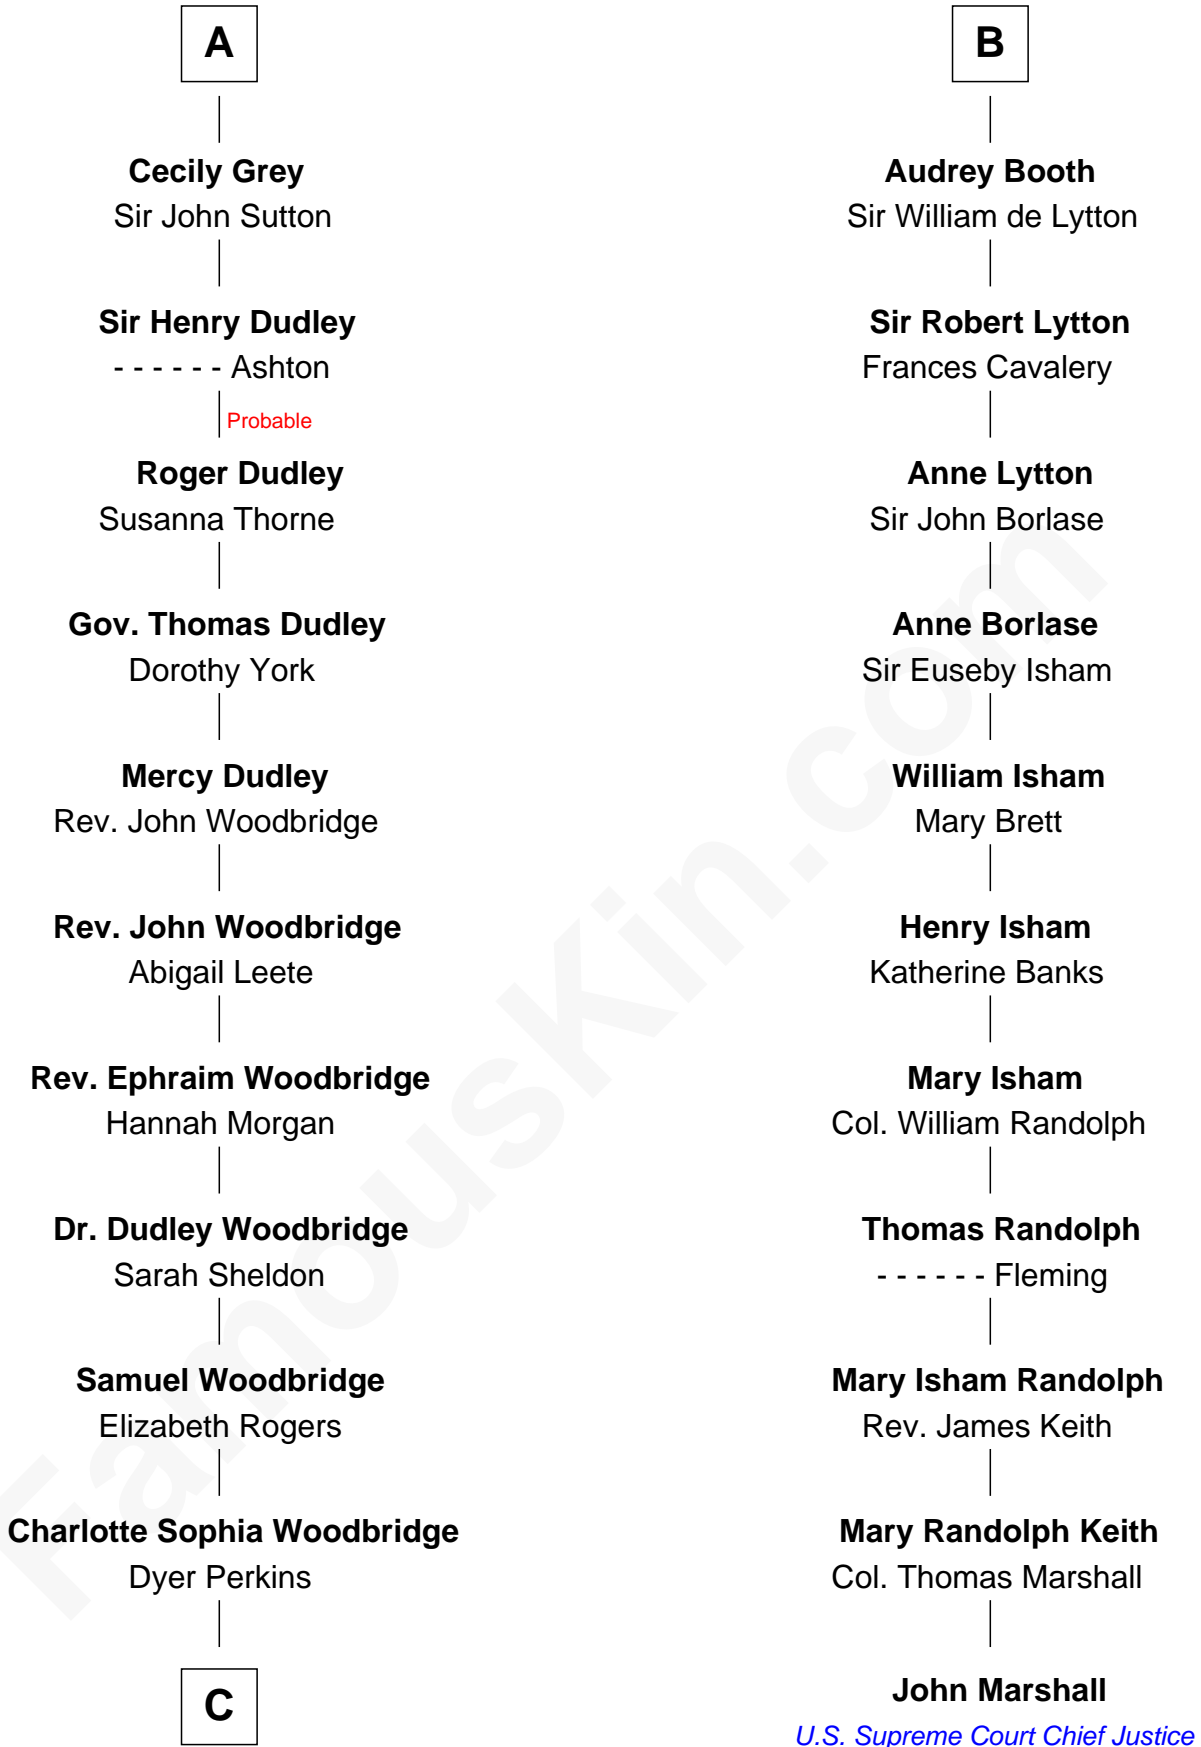 A
Cecily Grey
Sir John Sutton
Sir Henry Dudley
- - - - - - Ashton
Probable
Roger Dudley
Susanna Thorne
Gov. Thomas Dudley
Dorothy York
Mercy Dudley
Rev. John Woodbridge
Rev. John Woodbridge
Abigail Leete
Rev. Ephraim Woodbridge
Hannah Morgan
Dr. Dudley Woodbridge
Sarah Sheldon
Samuel Woodbridge
Elizabeth Rogers
Charlotte Sophia Woodbridge
Dyer Perkins
C
B
Audrey Booth
Sir William de Lytton
Sir Robert Lytton
Frances Cavalery
Anne Lytton
Sir John Borlase
Anne Borlase
Sir Euseby Isham
William Isham
Mary Brett
Henry Isham
Katherine Banks
Mary Isham
Col. William Randolph
Thomas Randolph
- - - - - - Fleming
Mary Isham Randolph
Rev. James Keith
Mary Randolph Keith
Col. Thomas Marshall
John Marshall
U.S. Supreme Court Chief Justice
FamousKin.com